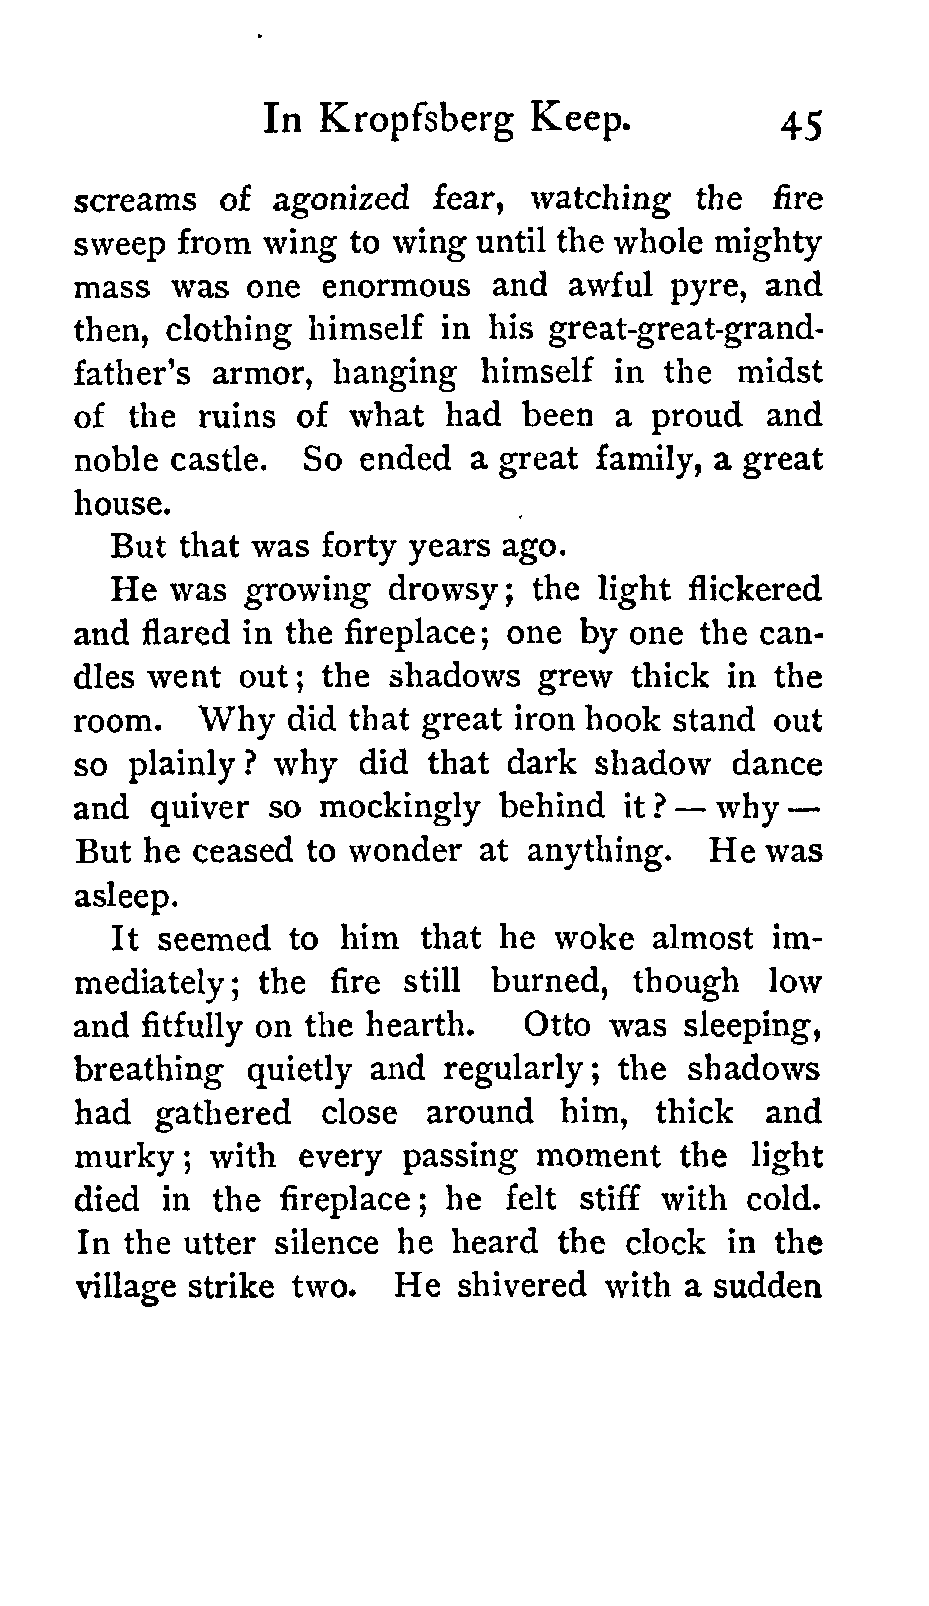 In Kropfsberg Keep. 45
screams of agonized fear, watching the fire
sweep from wing to wing until the whole mighty
mass was one enormous and awful pyre, and
then, clothing himself in his great-great-grand-
father's armor, hanging himself in the midst
of the ruins of what had been a proud and
noble castle. So ended a great family, a great
house.
But that was forty years ago.
He was growing drowsy; the light flickered
and flared in the fireplace; one by one the can-
dles went out; the shadows grew thick in the
room. Why did that great iron hook stand out
so plainly? why did that dark shadow dance
and quiver so mockingly behind it? — why —
But he ceased to wonder at anything. He was
asleep.
It seemed to him that he woke almost im-
mediately; the fire still burned, though low
and fitfully on the hearth. Otto was sleeping,
breathing quietly and regularly; the shadows
had gathered close around him, thick and
murky; with every passing moment the light
died in the fireplace; he felt stiff with cold.
In the utter silence he heard the clock in the
village strike two. He shivered with a sudden